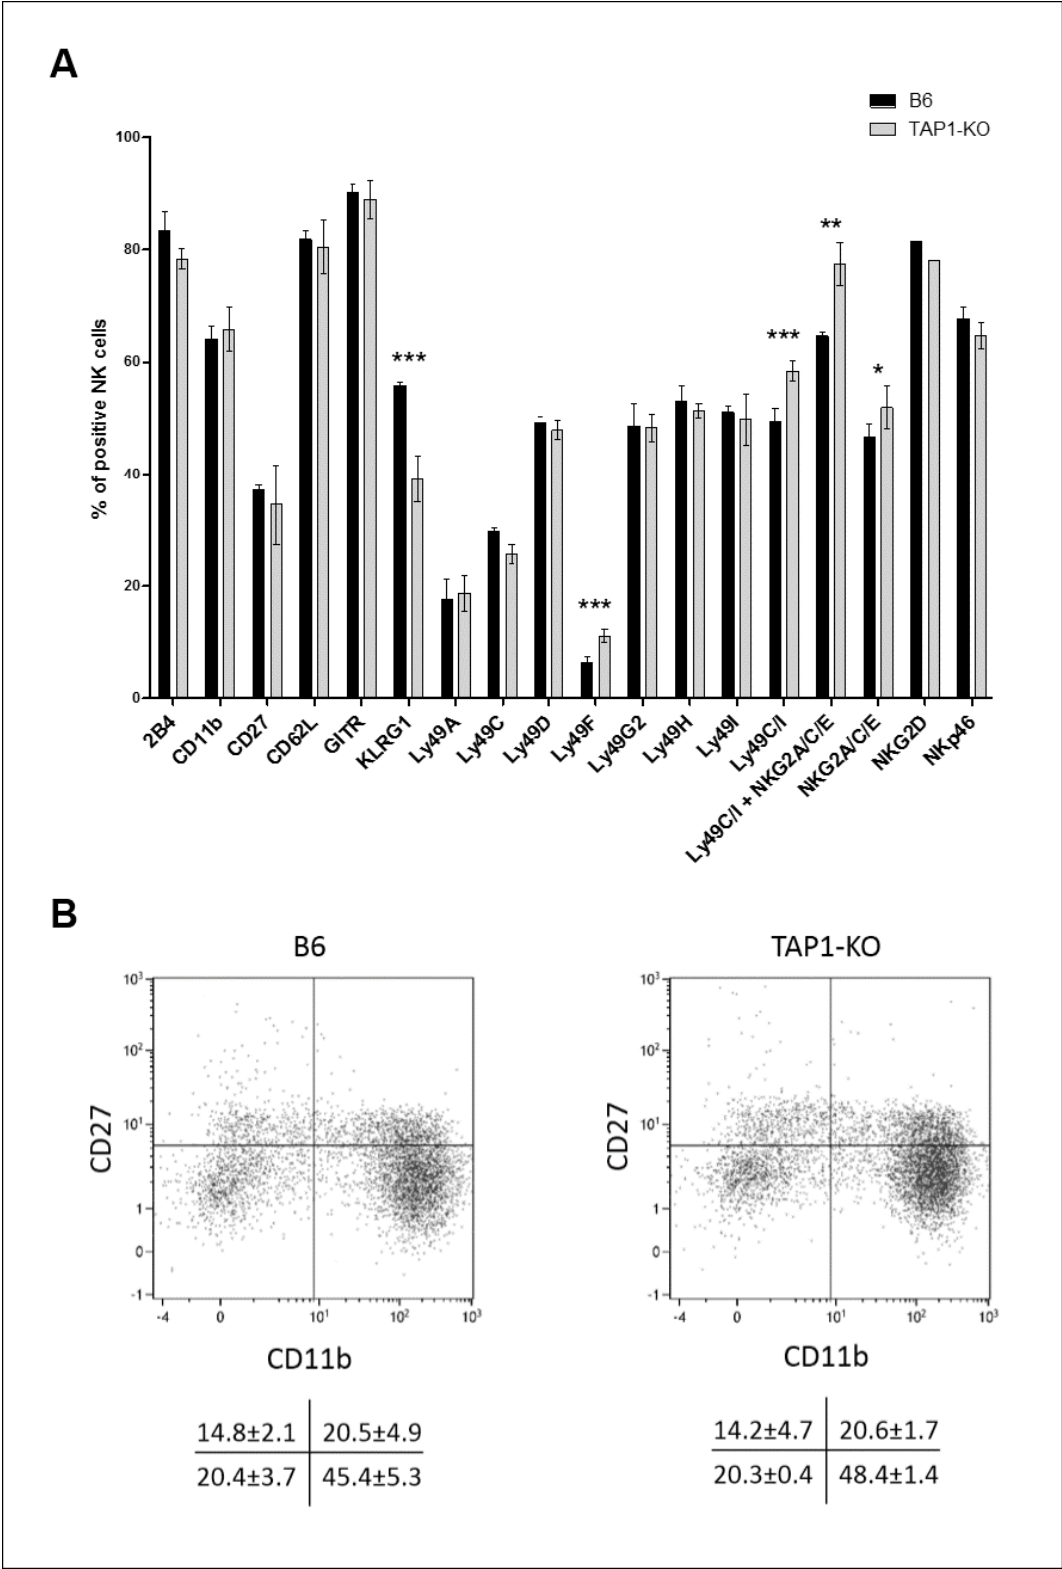 A
B6
TAP1-KO
% of positive NK cells
100
80
60
40
20
0
***
***
***
**
*
2B4
CD11b
CD27
CD62L
GITR
KLRG1
Ly49A
Ly49C
Ly49D
Ly49F
Ly49G2
Ly49H
Ly49I
Ly49C/I
Ly49C/I + NKG2A/C/E
NKG2A/C/E
NKG2D
NKp46
B
B6
CD27
10³
10²
10¹
1
0
-1
-4 0 10¹ 10² 10³
CD11b
14.8±2.1 20.5±4.9
20.4±3.7 45.4±5.3
TAP1-KO
CD27
10³
10²
10¹
1
0
-1
-4 0 10¹ 10² 10³
CD11b
14.2±4.7 20.6±1.7
20.3±0.4 48.4±1.4